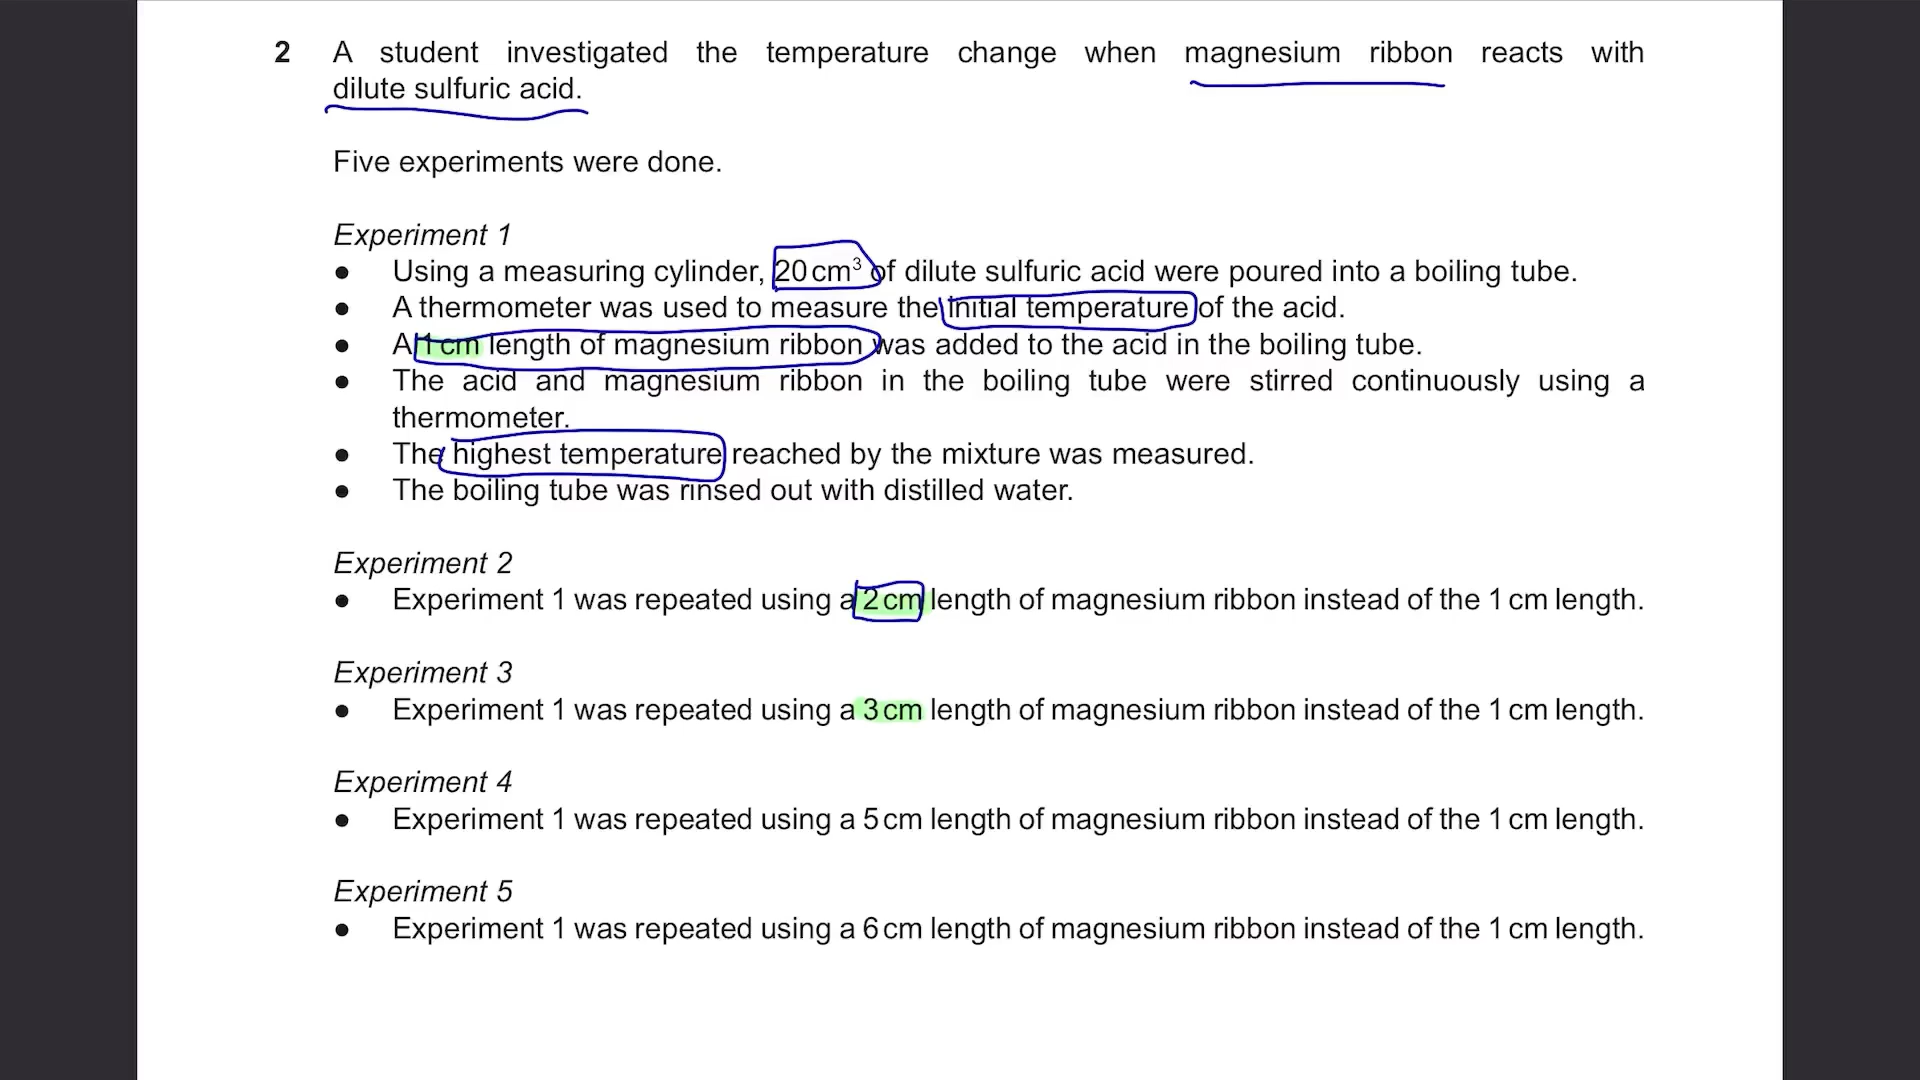 2 A student investigated the temperature change when magnesium ribbon reacts with
dilute sulfuric acid.
Five experiments were done.
Experiment 1
● Using a measuring cylinder, 20 cm³ of dilute sulfuric acid were poured into a boiling tube.
● A thermometer was used to measure the initial temperature of the acid.
● A 1 cm length of magnesium ribbon was added to the acid in the boiling tube.
● The acid and magnesium ribbon in the boiling tube were stirred continuously using a
thermometer.
● The highest temperature reached by the mixture was measured.
● The boiling tube was rinsed out with distilled water.
Experiment 2
● Experiment 1 was repeated using a 2 cm length of magnesium ribbon instead of the 1 cm length.
Experiment 3
● Experiment 1 was repeated using a 3 cm length of magnesium ribbon instead of the 1 cm length.
Experiment 4
● Experiment 1 was repeated using a 5 cm length of magnesium ribbon instead of the 1 cm length.
Experiment 5
● Experiment 1 was repeated using a 6 cm length of magnesium ribbon instead of the 1 cm length.